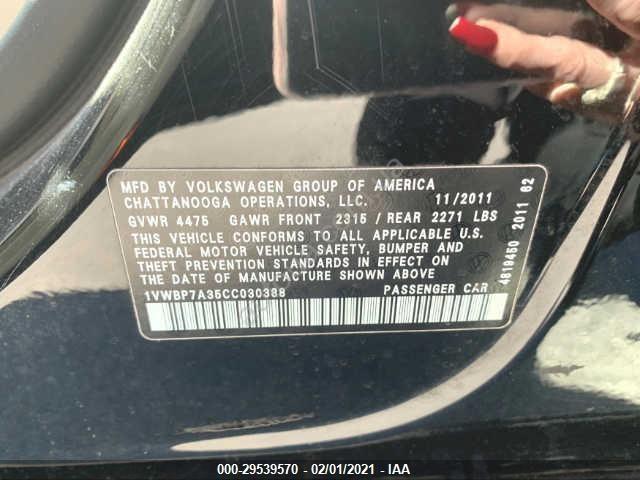 MFD BY VOLKSWAGEN GROUP OF AMERICA
CHATTANOOGA OPERATIONS, LLC. 11/2011
GVWR 4475 GAWR FRONT 2315 / REAR 2271 LBS
THIS VEHICLE CONFORMS TO ALL APPLICABLE U.S.
FEDERAL MOTOR VEHICLE SAFETY, BUMPER AND
THEFT PREVENTION STANDARDS IN EFFECT ON
THE DATE OF MANUFACTURE SHOWN ABOVE
1VWBP7A35CC030388 PASSENGER CAR
4819450 2011 62
000-29539570 - 02/01/2021 - IAA